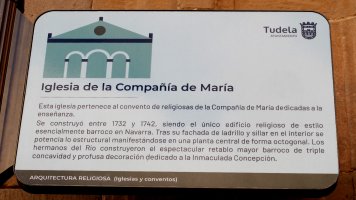 Tudela
AYUNTAMIENTO
Iglesia de la Compañía de María
Esta iglesia pertenece al convento de religiosas de la Compañía de María dedicadas a la
enseñanza.
Se construyó entre 1732 y 1742, siendo el único edificio religioso de estilo
esencialmente barroco en Navarra. Tras su fachada de ladrillo y sillar en el interior se
potencia lo estructural manifestándose en una planta central de forma octogonal. Los
hermanos del Río construyeron el espectacular retablo mayor barroco de triple
concavidad y profusa decoración dedicado a la Inmaculada Concepción.
ARQUITECTURA RELIGIOSA (Iglesias y conventos)